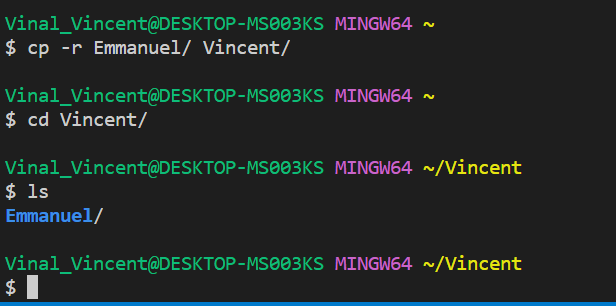 Vinal_Vincent@DESKTOP-MS003KS MINGW64 ~
$ cp -r Emmanuel/ Vincent/
Vinal_Vincent@DESKTOP-MS003KS MINGW64 ~
$ cd Vincent/
Vinal_Vincent@DESKTOP-MS003KS MINGW64 ~/Vincent
$ ls
Emmanuel/
Vinal_Vincent@DESKTOP-MS003KS MINGW64 ~/Vincent
$